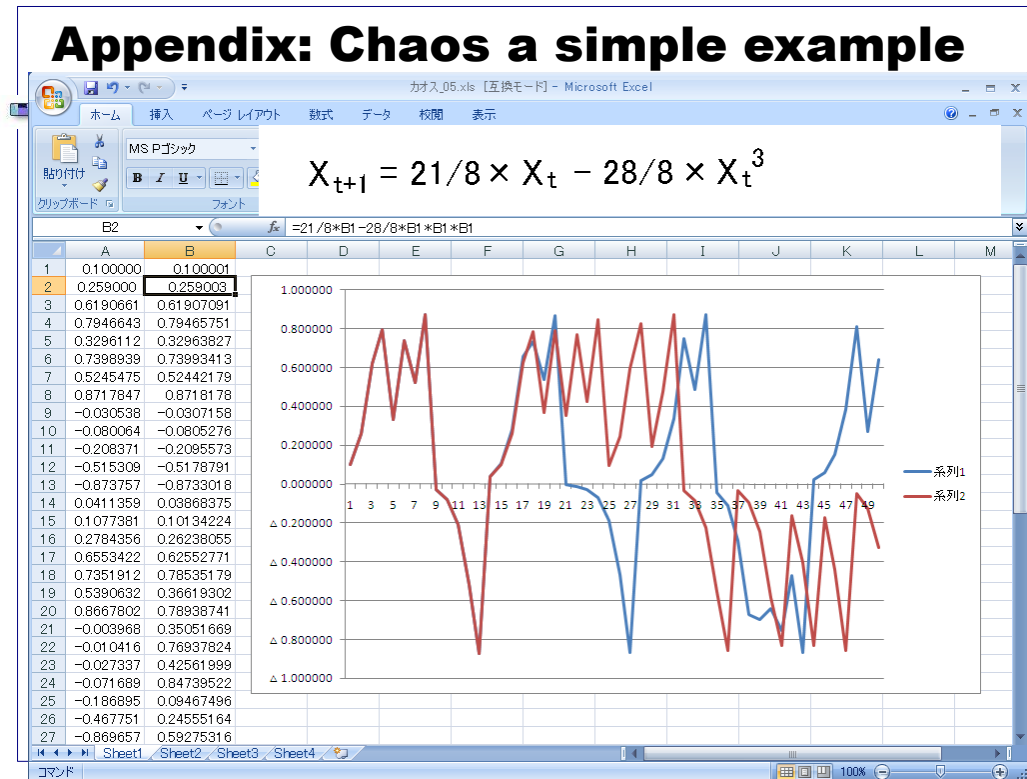 Appendix: Chaos a simple example
カオス_05.xls [互換モード] - Microsoft Excel
ホーム 挿入 ページ レイアウト 数式 データ 校閲 表示
MS Pゴシック
貼り付け
B I U
クリップボード フォント
X_{t+1} = 21/8 × X_t − 28/8 × X_t^3
B2 fx =21/8*B1-28/8*B1*B1*B1
A B C D E F G H I J K L M
1 0.100000 0.100001
2 0.259000 0.259003
3 0.6190661 0.61907091
4 0.7946643 0.79465751
5 0.3296112 0.32963827
6 0.7398939 0.73993413
7 0.5245475 0.52442179
8 0.8717847 0.8718178
9 -0.030538 -0.0307158
10 -0.080064 -0.0805276
11 -0.208371 -0.2095573
12 -0.515309 -0.5178791
13 -0.873757 -0.8733018
14 0.0411359 0.03868375
15 0.1077381 0.10134224
16 0.2784356 0.26238055
17 0.6553422 0.62552771
18 0.7351912 0.78535179
19 0.5390632 0.36619302
20 0.8667802 0.78938741
21 -0.003968 0.35051669
22 -0.010416 0.76937824
23 -0.027337 0.42561999
24 -0.071689 0.84739522
25 -0.186895 0.09467496
26 -0.467751 0.24555164
27 -0.869657 0.59275316
1.000000
0.800000
0.600000
0.400000
0.200000
0.000000
△ 0.200000
△ 0.400000
△ 0.600000
△ 0.800000
△ 1.000000
1 3 5 7 9 11 13 15 17 19 21 23 25 27 29 31 33 35 37 39 41 43 45 47 49
系列1
系列2
Sheet1 Sheet2 Sheet3 Sheet4
コマンド 100%